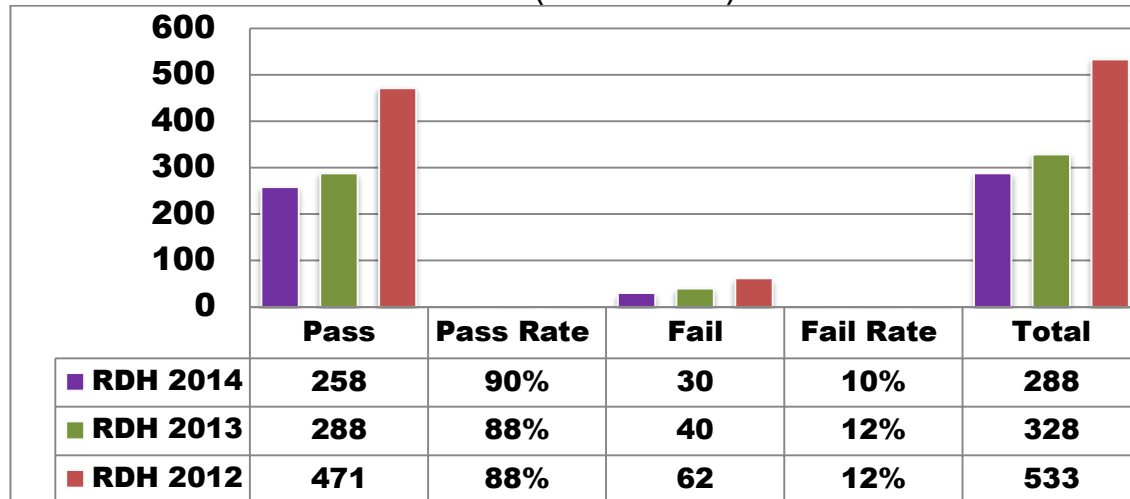 600
500
400
300
200
100
0
Pass Pass Rate Fail Fail Rate Total
RDH 2014 258 90% 30 10% 288
RDH 2013 288 88% 40 12% 328
RDH 2012 471 88% 62 12% 533